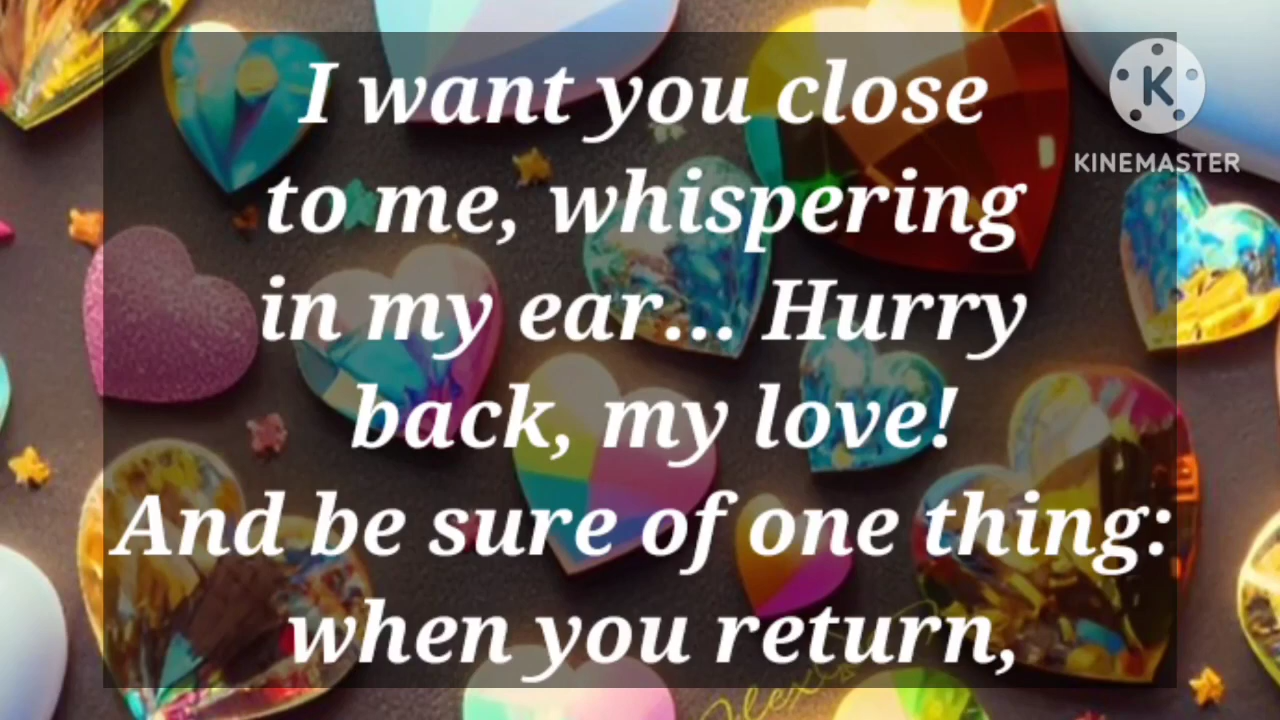 I want you close
to me, whispering
in my ear... Hurry
back, my love!
And be sure of one thing:
when you return,
K
KINEMASTER